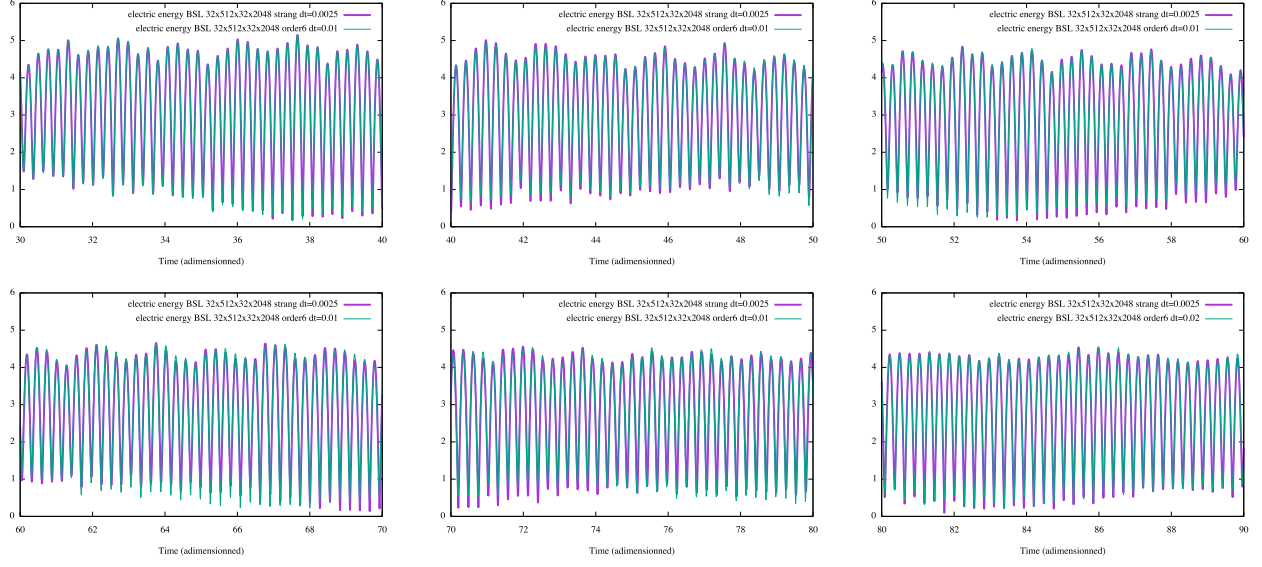 electric energy BSL 32x512x32x2048 strang dt=0.0025
electric energy BSL 32x512x32x2048 order6 dt=0.01
6
5
4
3
2
1
0
30 32 34 36 38 40
Time (adimensionned)
electric energy BSL 32x512x32x2048 strang dt=0.0025
electric energy BSL 32x512x32x2048 order6 dt=0.01
6
5
4
3
2
1
0
40 42 44 46 48 50
Time (adimensionned)
electric energy BSL 32x512x32x2048 strang dt=0.0025
electric energy BSL 32x512x32x2048 order6 dt=0.01
6
5
4
3
2
1
0
50 52 54 56 58 60
Time (adimensionned)
electric energy BSL 32x512x32x2048 strang dt=0.0025
electric energy BSL 32x512x32x2048 order6 dt=0.01
6
5
4
3
2
1
0
60 62 64 66 68 70
Time (adimensionned)
electric energy BSL 32x512x32x2048 strang dt=0.0025
electric energy BSL 32x512x32x2048 order6 dt=0.01
6
5
4
3
2
1
0
70 72 74 76 78 80
Time (adimensionned)
electric energy BSL 32x512x32x2048 strang dt=0.0025
electric energy BSL 32x512x32x2048 order6 dt=0.02
6
5
4
3
2
1
0
80 82 84 86 88 90
Time (adimensionned)